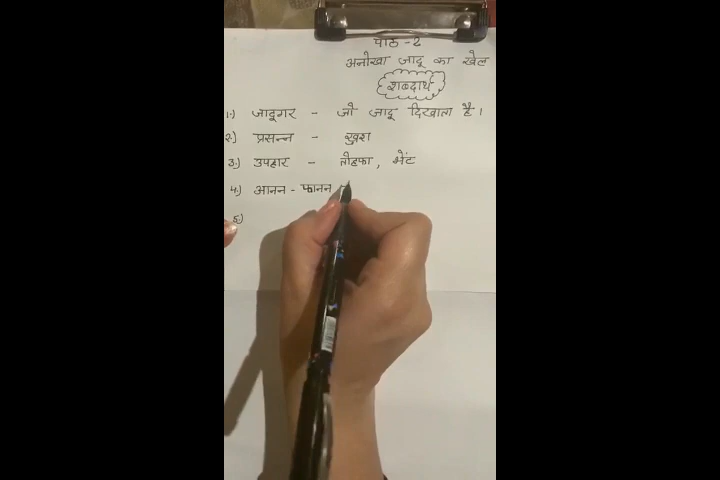 पाठ -2
अनोखा जादू का खेल
शब्दार्थ
1.) जादूगर - जो जादू दिखाता है।
2.) प्रसन्न - खुश
3.) उपहार - तोहफा, भेंट
4.) आनन - फानन
5.)